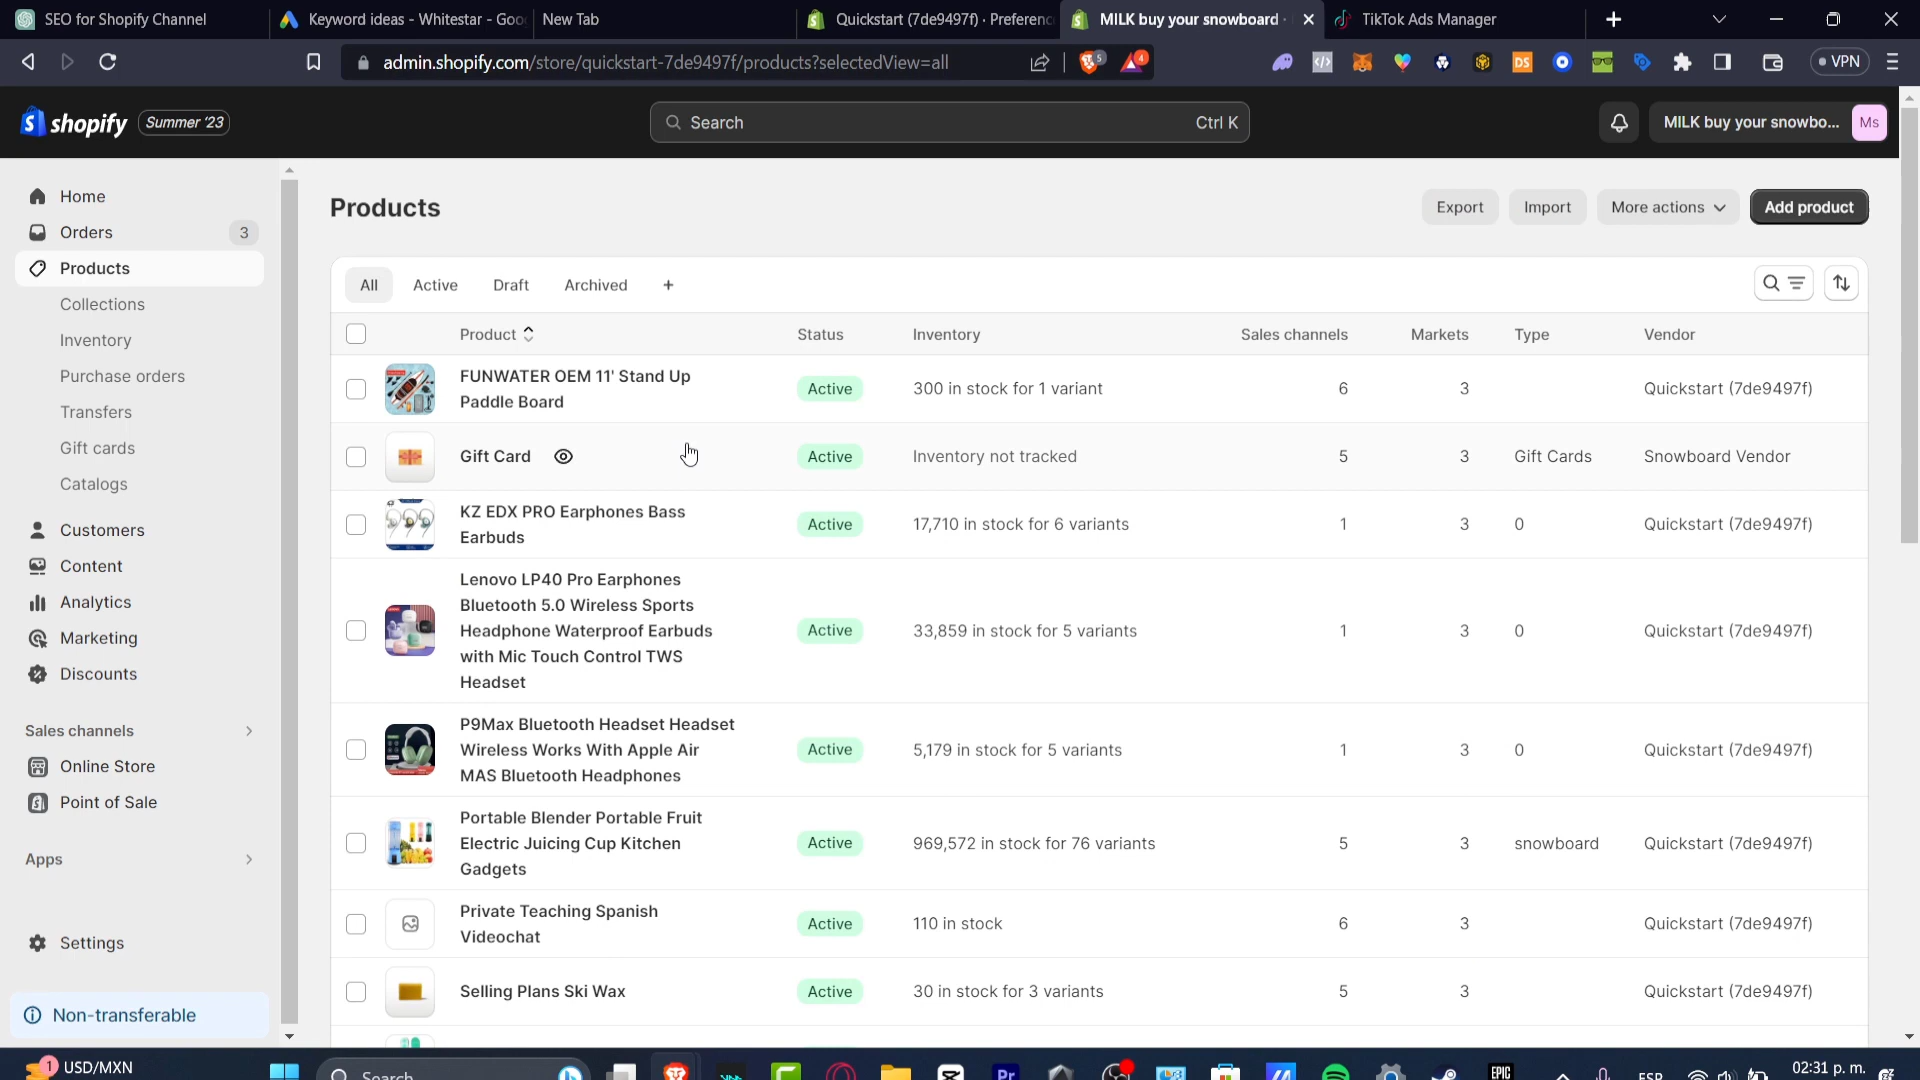 SEO for Shopify Channel
Keyword ideas - Whitestar - Goo
New Tab
Quickstart (7de9497f) · Preferenc
MILK buy your snowboard ·
TikTok Ads Manager
admin.shopify.com/store/quickstart-7de9497f/products?selectedView=all
5
4
DS
VPN
shopify
Summer '23
Search
Ctrl K
MILK buy your snowbo...
Ms
Home
Orders
3
Products
Collections
Inventory
Purchase orders
Transfers
Gift cards
Catalogs
Customers
Content
Analytics
Marketing
Discounts
Sales channels
Online Store
Point of Sale
Apps
Settings
Non-transferable
Products
Export
Import
More actions
Add product
All
Active
Draft
Archived
+
Product
Status
Inventory
Sales channels
Markets
Type
Vendor
FUNWATER OEM 11' Stand Up
Paddle Board
Active
300 in stock for 1 variant
6
3
Quickstart (7de9497f)
Gift Card
Active
Inventory not tracked
5
3
Gift Cards
Snowboard Vendor
KZ EDX PRO Earphones Bass
Earbuds
Active
17,710 in stock for 6 variants
1
3
0
Quickstart (7de9497f)
Lenovo LP40 Pro Earphones
Bluetooth 5.0 Wireless Sports
Headphone Waterproof Earbuds
with Mic Touch Control TWS
Headset
Active
33,859 in stock for 5 variants
1
3
0
Quickstart (7de9497f)
P9Max Bluetooth Headset Headset
Wireless Works With Apple Air
MAS Bluetooth Headphones
Active
5,179 in stock for 5 variants
1
3
0
Quickstart (7de9497f)
Portable Blender Portable Fruit
Electric Juicing Cup Kitchen
Gadgets
Active
969,572 in stock for 76 variants
5
3
snowboard
Quickstart (7de9497f)
Private Teaching Spanish
Videochat
Active
110 in stock
6
3
Quickstart (7de9497f)
Selling Plans Ski Wax
Active
30 in stock for 3 variants
5
3
Quickstart (7de9497f)
1
USD/MXN
Search
Pr
EPIC
ESP
02:31 p. m.